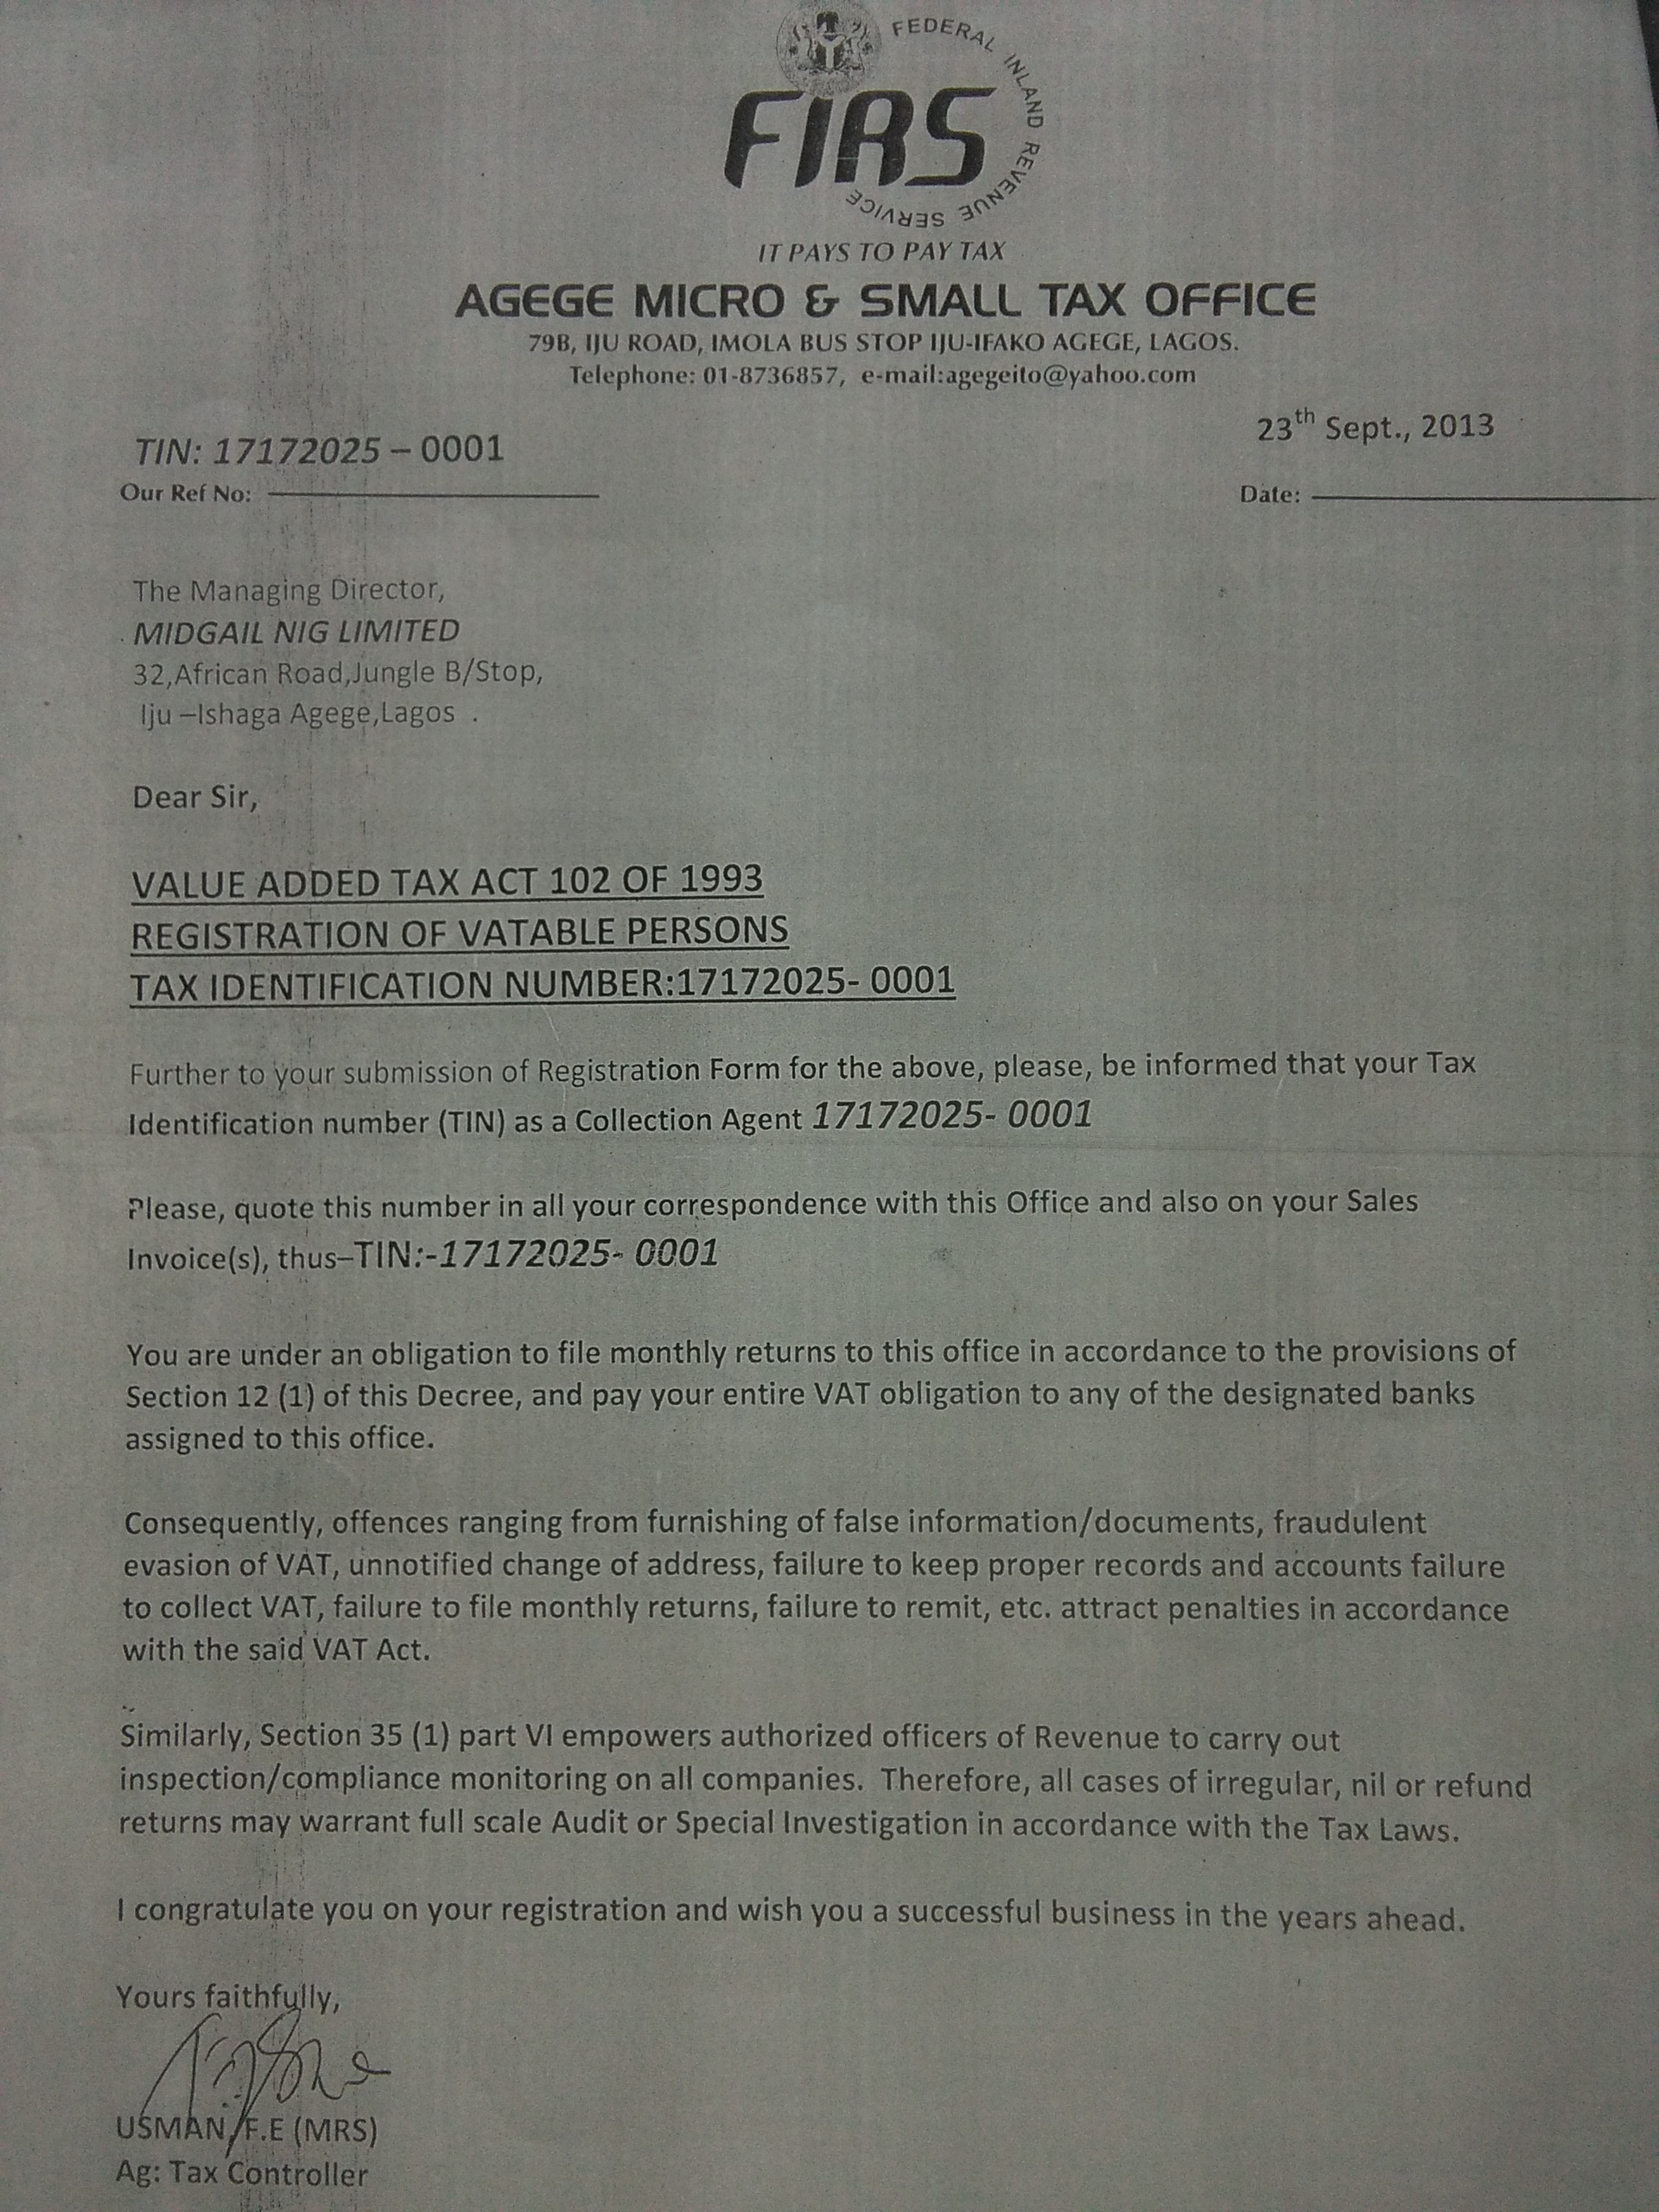 FEDERAL INLAND REVENUE SERVICE
FIRS
IT PAYS TO PAY TAX
AGEGE MICRO & SMALL TAX OFFICE
79B, IJU ROAD, IMOLA BUS STOP IJU-IFAKO AGEGE, LAGOS.
Telephone: 01-8736857, e-mail:agegeito@yahoo.com
23th Sept., 2013
TIN: 17172025 – 0001
Our Ref No:
Date:
The Managing Director,
MIDGAIL NIG LIMITED
32,African Road,Jungle B/Stop,
Iju –Ishaga Agege,Lagos .
Dear Sir,
VALUE ADDED TAX ACT 102 OF 1993
REGISTRATION OF VATABLE PERSONS
TAX IDENTIFICATION NUMBER:17172025- 0001
Further to your submission of Registration Form for the above, please, be informed that your Tax
Identification number (TIN) as a Collection Agent 17172025- 0001
Please, quote this number in all your correspondence with this Office and also on your Sales
Invoice(s), thus–TIN:-17172025- 0001
You are under an obligation to file monthly returns to this office in accordance to the provisions of
Section 12 (1) of this Decree, and pay your entire VAT obligation to any of the designated banks
assigned to this office.
Consequently, offences ranging from furnishing of false information/documents, fraudulent
evasion of VAT, unnotified change of address, failure to keep proper records and accounts failure
to collect VAT, failure to file monthly returns, failure to remit, etc. attract penalties in accordance
with the said VAT Act.
Similarly, Section 35 (1) part VI empowers authorized officers of Revenue to carry out
inspection/compliance monitoring on all companies. Therefore, all cases of irregular, nil or refund
returns may warrant full scale Audit or Special Investigation in accordance with the Tax Laws.
I congratulate you on your registration and wish you a successful business in the years ahead.
Yours faithfully,
USMAN, F.E (MRS)
Ag: Tax Controller